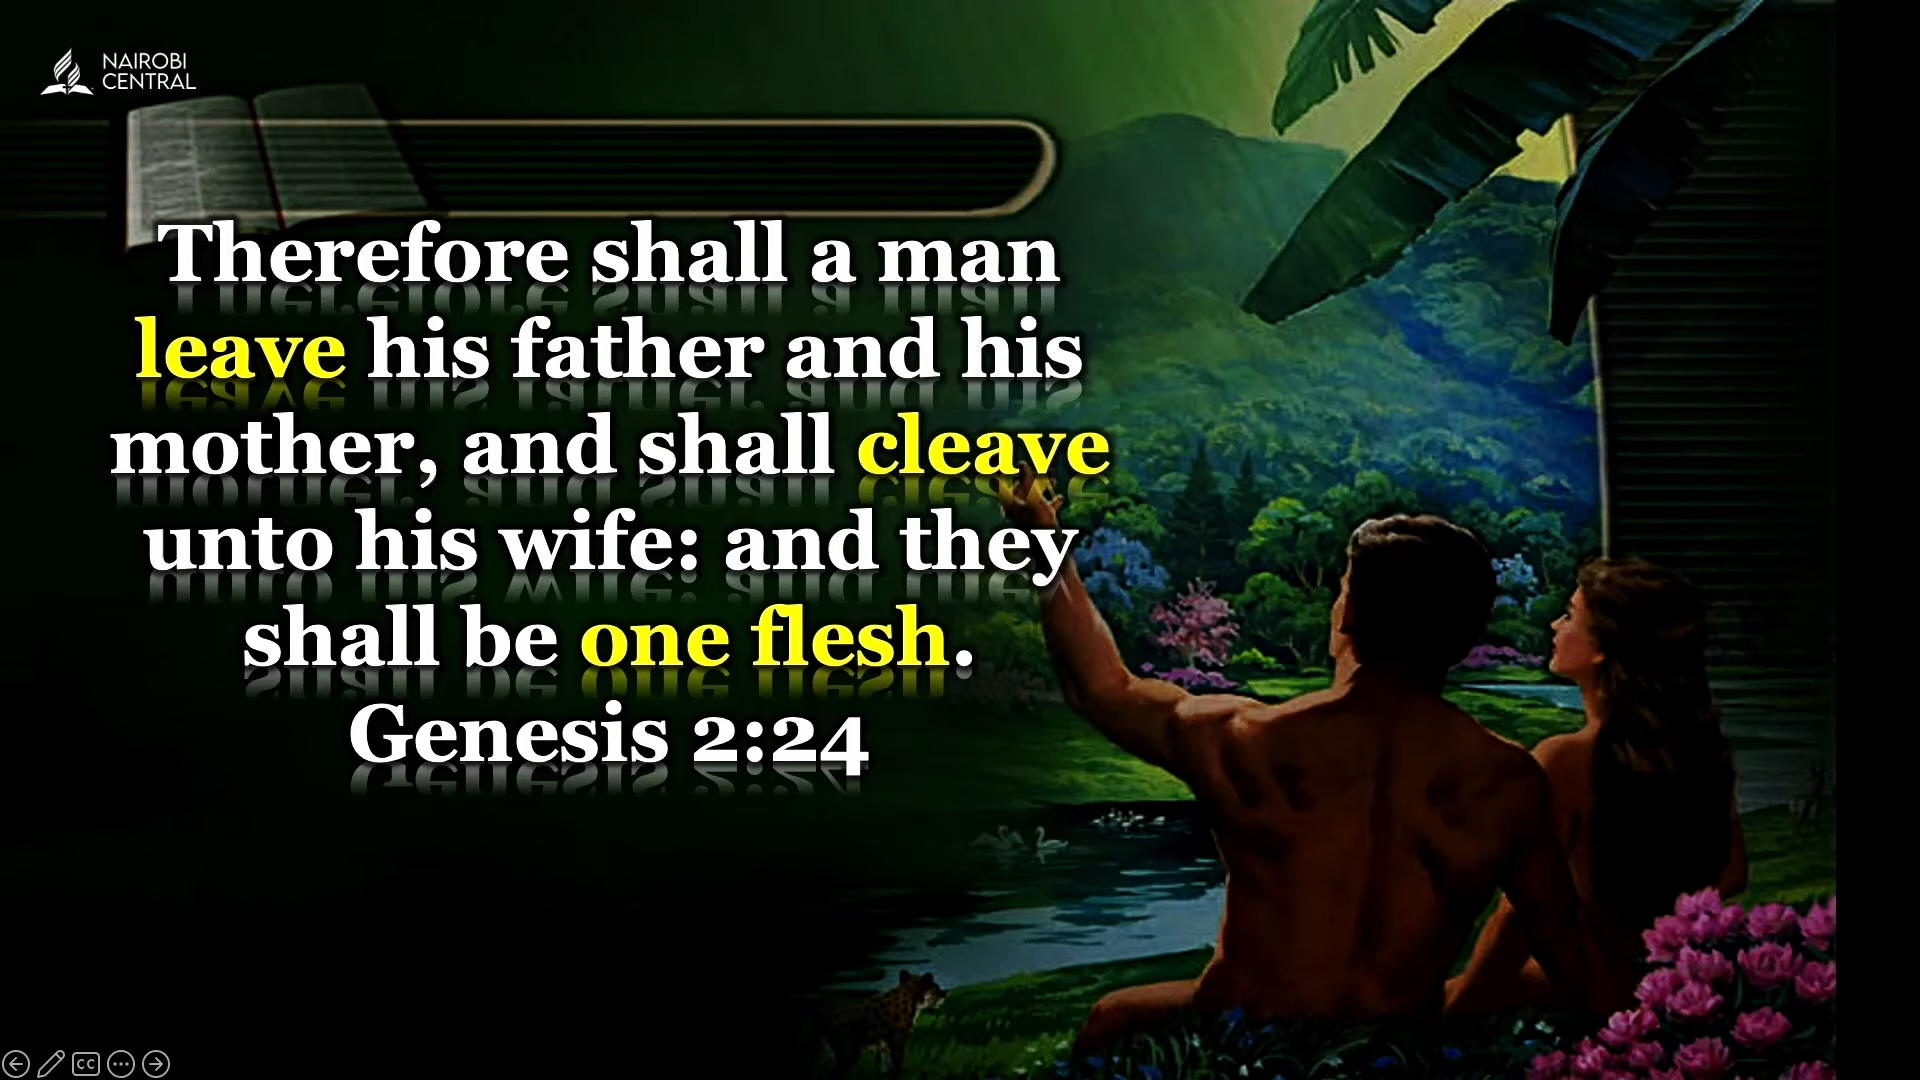 NAIROBI
CENTRAL
Therefore shall a man
leave his father and his
mother, and shall cleave
unto his wife: and they
shall be one flesh.
Genesis 2:24
CC